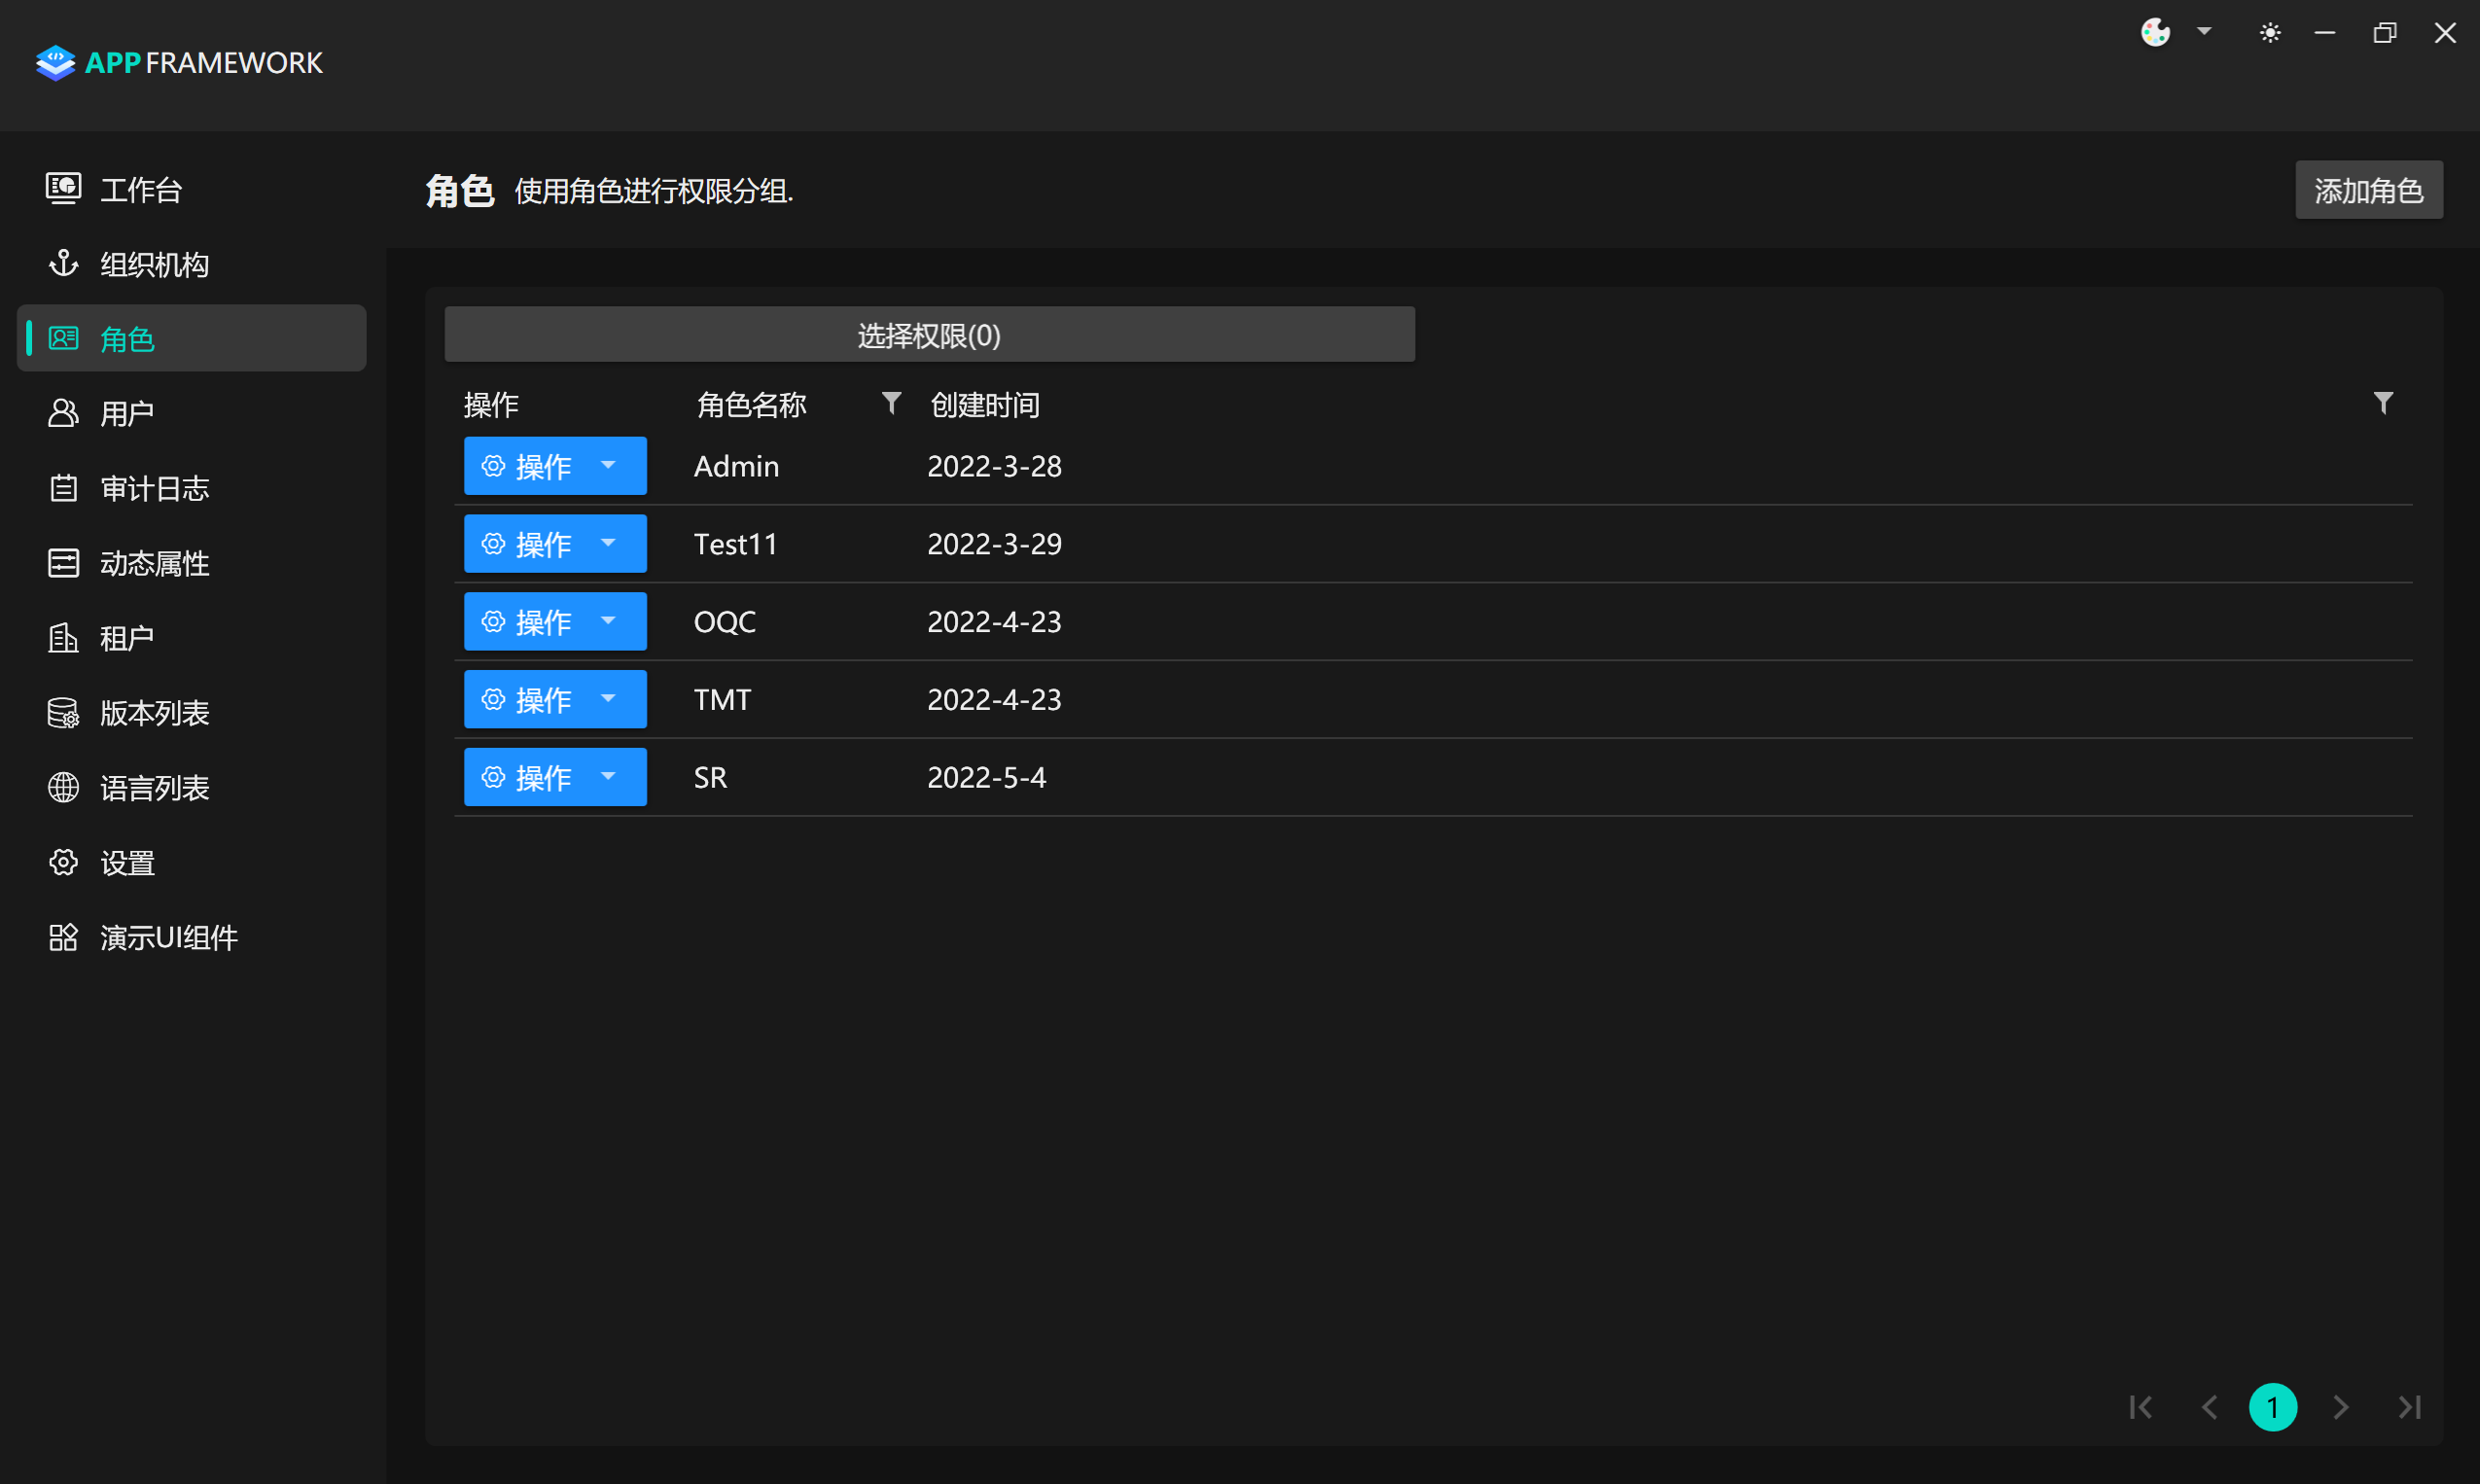 APP FRAMEWORK
工作台
组织机构
角色
用户
审计日志
动态属性
租户
版本列表
语言列表
设置
演示UI组件
角色 使用角色进行权限分组.
添加角色
选择权限(0)
操作 角色名称 创建时间
操作 Admin 2022-3-28
操作 Test11 2022-3-29
操作 OQC 2022-4-23
操作 TMT 2022-4-23
操作 SR 2022-5-4
1